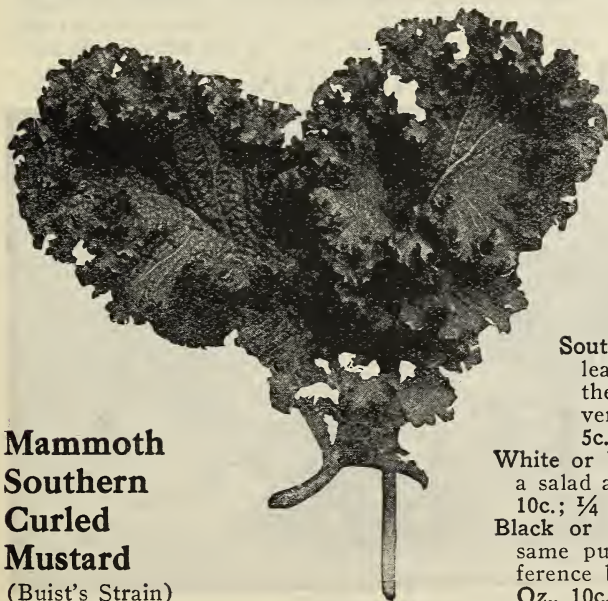 Mammoth
Southern
Curled
Mustard
(Buist's Strain)
Sout
lea
the
ver
5c.
White or
a salad a
10c.; ¼
Black or
same pu
ference b
Oz., 10c.